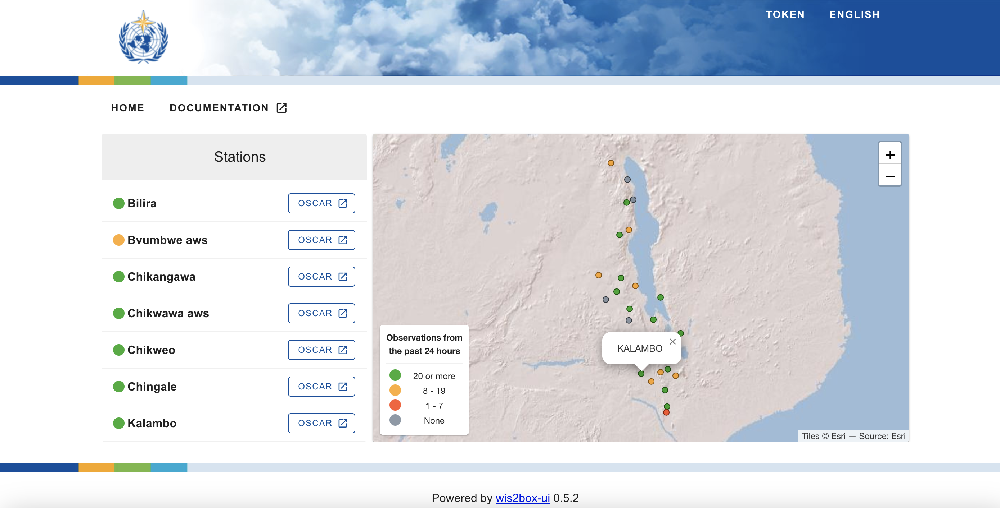 TOKEN ENGLISH
HOME DOCUMENTATION
Stations
Bilira OSCAR
Bvumbwe aws OSCAR
Chikangawa OSCAR
Chikwawa aws OSCAR
Chikweo OSCAR
Chingale OSCAR
Kalambo OSCAR
+
−
KALAMBO ×
Observations from
the past 24 hours
20 or more
8 - 19
1 - 7
None
Tiles © Esri — Source: Esri
Powered by wis2box-ui 0.5.2